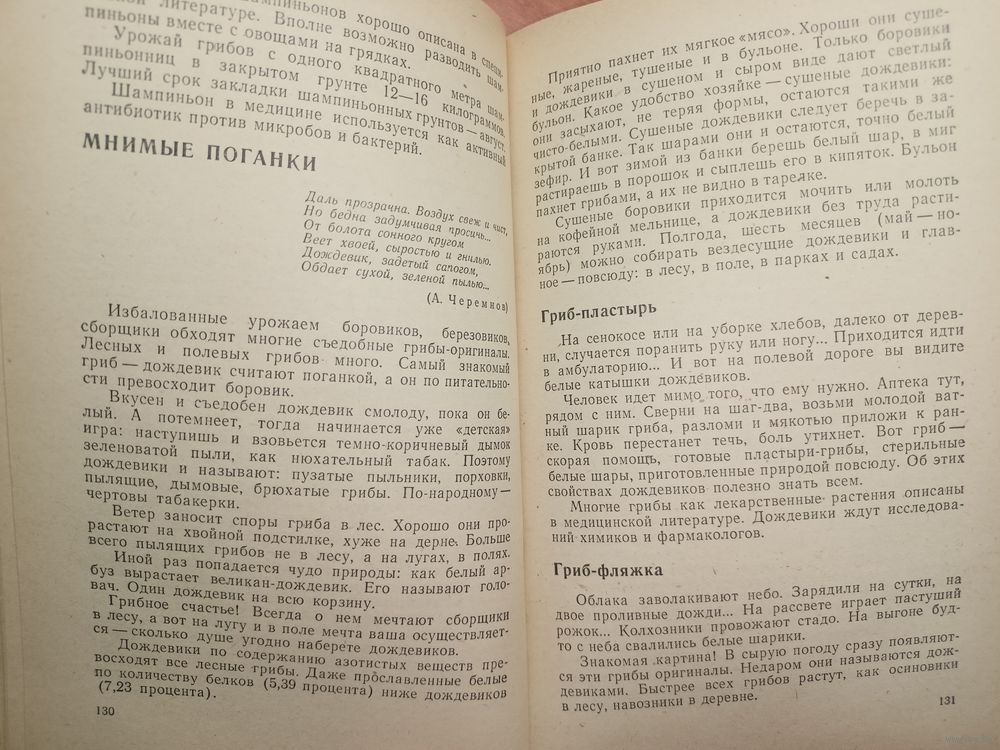 шампиньонов хорошо описана в специ-
литературе. Вполне возможно разводить шам-
пиньоны вместе с овощами на грядках.
Урожай грибов с одного квадратного метра шам-
пиньонниц в закрытом грунте 12—16 килограммов.
Лучший срок закладки шампиньонных грунтов — август.
Шампиньон в медицине используется как активный
антибиотик против микробов и бактерий.
МНИМЫЕ ПОГАНКИ
Даль прозрачна. Воздух свеж и чист,
Но бедна задумчивая просинь...
От болота сонного кругом
Веет хвоей, сыростью и гнилью.
Дождевик, задетый сапогом,
Обдает сухой, зеленой пылью...
(А. Черемнов)
Избалованные урожаем боровиков, березовиков,
сборщики обходят многие съедобные грибы-оригиналы.
Лесных и полевых грибов много. Самый знакомый
гриб — дождевик считают поганкой, а он по питательно-
сти превосходит боровик.
Вкусен и съедобен дождевик смолоду, пока он бе-
лый. А потемнеет, тогда начинается уже «детская»
игра: наступишь и взовьется темно-коричневый дымок
зеленоватой пыли, как нюхательный табак. Поэтому
дождевики и называют: пузатые пыльники, порховки,
пылящие, дымовые, брюхатые грибы. По-народному —
чертовы табакерки.
Ветер заносит споры гриба в лес. Хорошо они про-
растают на хвойной подстилке, хуже на дерне. Больше
всего пылящих грибов не в лесу, а на лугах, в полях.
Иной раз попадается чудо природы: как белый ар-
буз вырастает великан-дождевик. Его называют голо-
вач. Один дождевик на всю корзину.
Грибное счастье! Всегда о нем мечтают сборщики
в лесу, а вот на лугу и в поле мечта ваша осуществляет-
ся — сколько душе угодно наберете дождевиков.
Дождевики по содержанию азотистых веществ пре-
восходят все лесные грибы. Даже прославленные белые
по количеству белков (5,39 процента) ниже дождевиков
(7,23 процента).
130
Приятно пахнет их мягкое «мясо». Хороши они суше-
ные, жареные, тушеные и в бульоне. Только боровики
и дождевики в сушеном и сыром виде дают светлый
бульон. Какое удобство хозяйке — сушеные дождевики:
они засыхают, не теряя формы, остаются такими же
чисто-белыми. Сушеные дождевики следует беречь в за-
крытой банке. Так шарами они и остаются, точно белый
зефир. И вот зимой из банки берешь белый шар, в миг
растираешь в порошок и сыплешь его в кипяток. Бульон
пахнет грибами, а их не видно в тарелке.
Сушеные боровики приходится мочить или молоть
на кофейной мельнице, а дождевики без труда расти-
раются руками. Полгода, шесть месяцев (май — но-
ябрь) можно собирать вездесущие дождевики и глав-
ное — повсюду: в лесу, в поле, в парках и садах.
Гриб-пластырь
На сенокосе или на уборке хлебов, далеко от дерев-
ни, случается поранить руку или ногу... Приходится идти
в амбулаторию... И вот на полевой дороге вы видите
белые катышки дождевиков.
Человек идет мимо того, что ему нужно. Аптека тут,
рядом с ним. Сверни на шаг-два, возьми молодой ват-
ный шарик гриба, разломи и мякотью приложи к ран-
ке. Кровь перестанет течь, боль утихнет. Вот гриб —
скорая помощь, готовые пластыри-грибы, стерильные
белые шары, приготовленные природой повсюду. Об этих
свойствах дождевиков полезно знать всем.
Многие грибы как лекарственные растения описаны
в медицинской литературе. Дождевики ждут исследова-
ний химиков и фармакологов.
Гриб-фляжка
Облака заволакивают небо. Зарядили на сутки, на
двое проливные дожди... На рассвете играет пастуший
рожок... Колхозники провожают стадо. На выгоне буд-
то с неба свалились белые шарики.
Знакомая картина! В сырую погоду сразу появляют-
ся эти грибы оригиналы. Недаром они называются дож-
девиками. Быстрее всех грибов растут, как осиновики
в лесу, навозники в деревне.
131